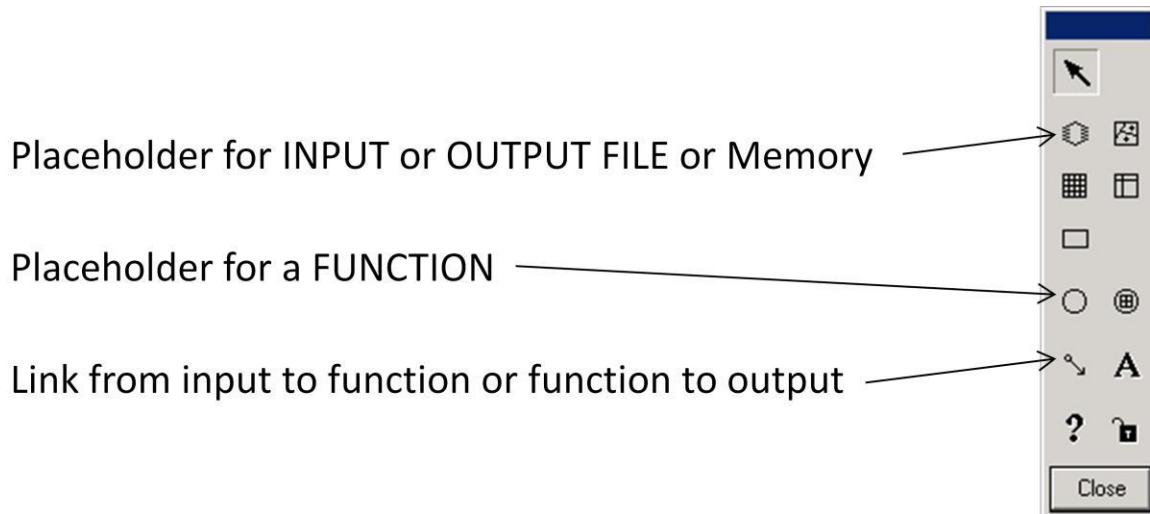 Placeholder for INPUT or OUTPUT FILE or Memory
Placeholder for a FUNCTION
Link from input to function or function to output
A
?
Close